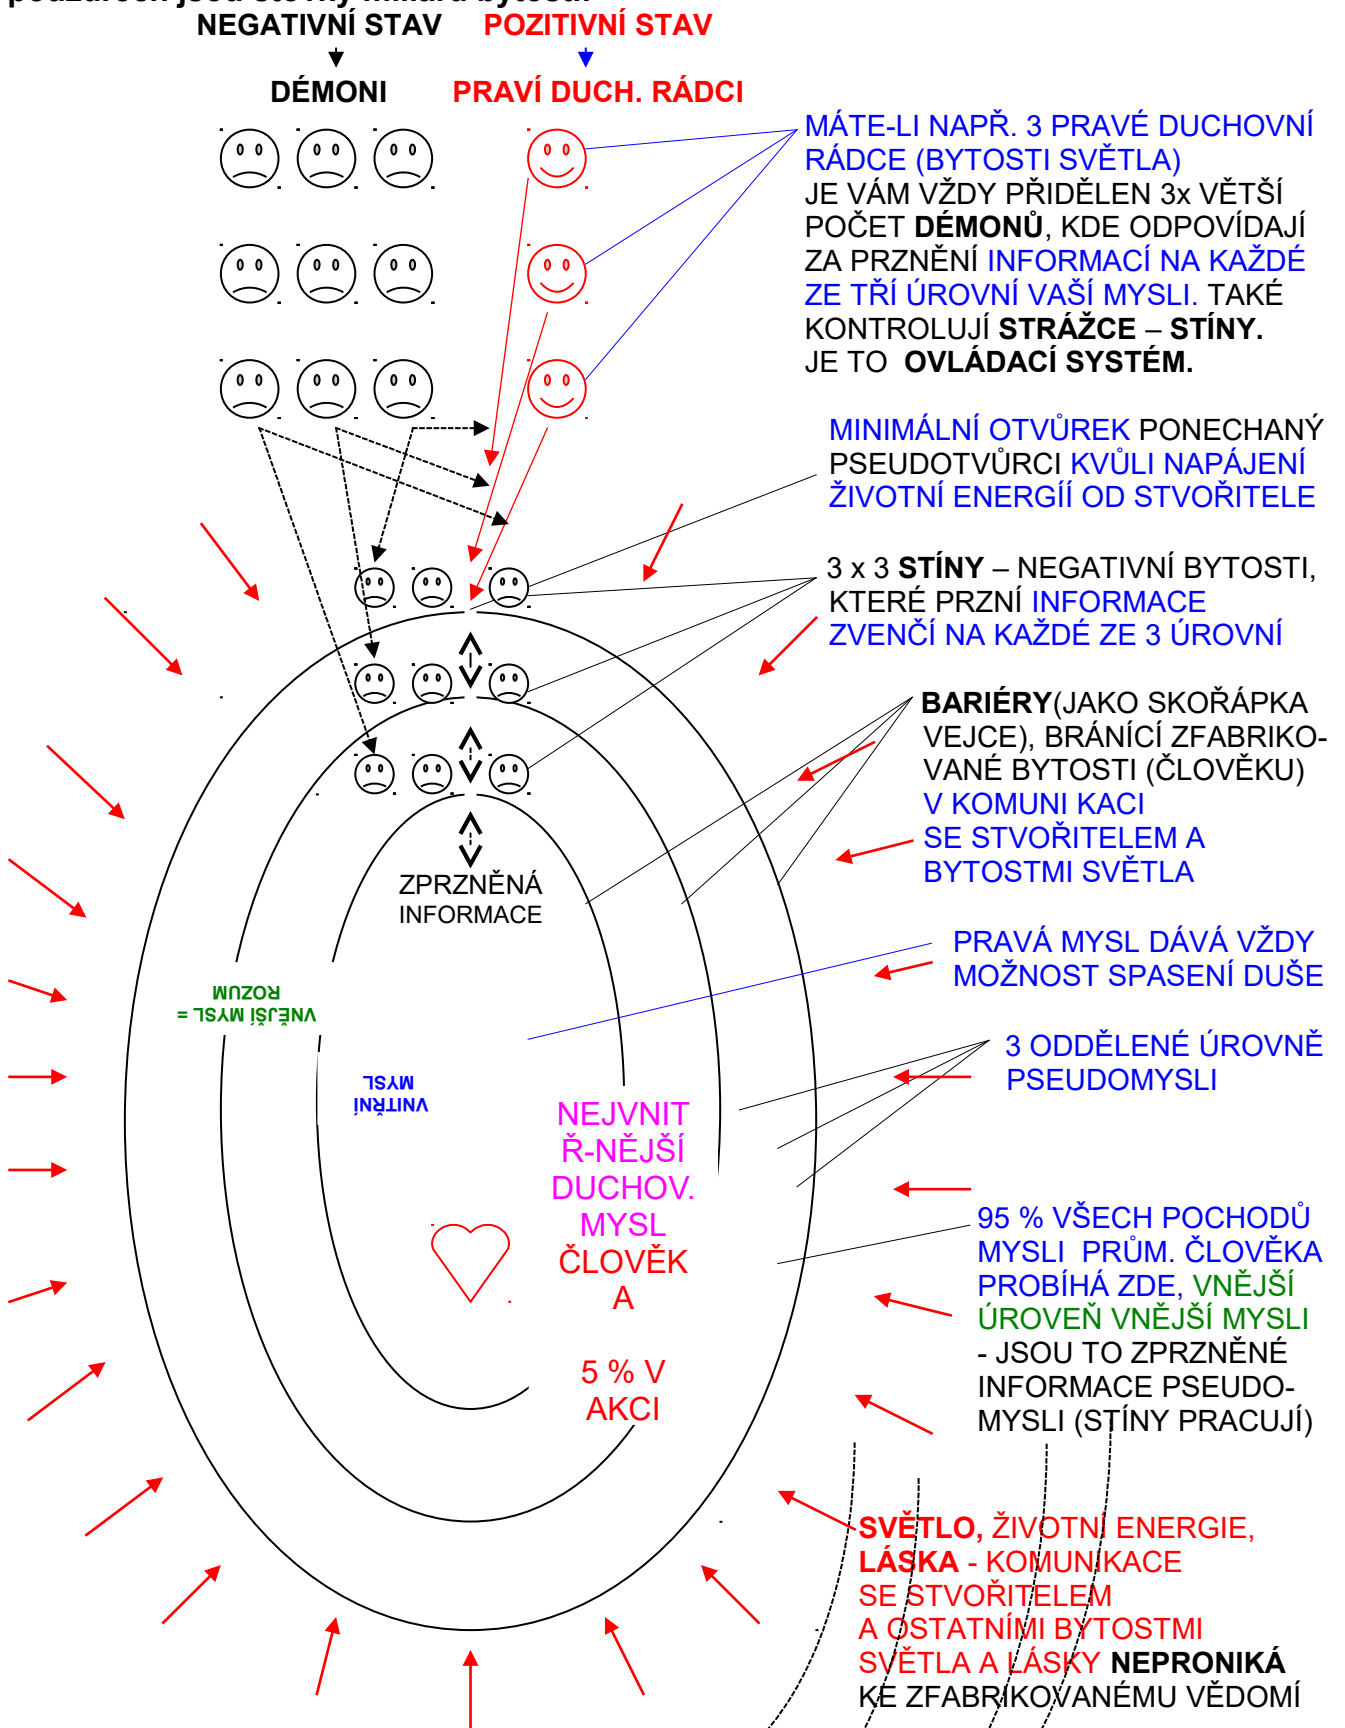 NEGATIVNÍ STAV
POZITIVNÍ STAV
DÉMONI
PRAVÍ DUCH. RÁDCI
MÁTE-LI NAPŘ. 3 PRAVÉ DUCHOVNÍ
RÁDCE (BYTOSTI SVĚTLA)
JE VÁM VŽDY PŘIDĚLEN 3x VĚTŠÍ
POČET DÉMONŮ, KDE ODPOVÍDAJÍ
ZA PRZNĚNÍ INFORMACÍ NA KAŽDÉ
ZE TŘÍ ÚROVNÍ VAŠÍ MYSLI. TAKÉ
KONTROLUJÍ STRÁŽCE – STÍNY.
JE TO OVLÁDACÍ SYSTÉM.
MINIMÁLNÍ OTVŮREK PONECHANÝ
PSEUDOTVŮRCI KVŮLI NAPÁJENÍ
ŽIVOTNÍ ENERGÍÍ OD STVOŘITELE
3 x 3 STÍNY – NEGATIVNÍ BYTOSTI,
KTERÉ PRZNÍ INFORMACE
ZVENČÍ NA KAŽDÉ ZE 3 ÚROVNÍ
BARIÉRY(JAKO SKOŘÁPKA
VEJCE), BRÁNÍCÍ ZFABRIKO-
VANÉ BYTOSTI (ČLOVĚKU)
V KOMUNI KACI
SE STVOŘITELEM A
BYTOSTMI SVĚTLA
ZPRZNĚNÁ
INFORMACE
PRAVÁ MYSL DÁVÁ VŽDY
MOŽNOST SPASENÍ DUŠE
VNĚJŠÍ MYSL =
ROZUM
3 ODDĚLENÉ ÚROVNĚ
PSEUDOMYSLI
VNITŘNÍ
MYSL
NEJVNIT
Ř-NĚJŠÍ
DUCHOV.
MYSL
ČLOVĚK
A
5 % V
AKCI
95 % VŠECH POCHODŮ
MYSLI PRŮM. ČLOVĚKA
PROBÍHÁ ZDE, VNĚJŠÍ
ÚROVEŇ VNĚJŠÍ MYSLI
- JSOU TO ZPRZNĚNÉ
INFORMACE PSEUDO-
MYSLI (STÍNY PRACUJÍ)
SVĚTLO, ŽIVOTNÍ ENERGIE,
LÁSKA - KOMUNIKACE
SE STVOŘITELEM
A OSTATNÍMI BYTOSTMI
SVĚTLA A LÁSKY NEPRONIKÁ
KE ZFABRIKOVANÉMU VĚDOMÍ